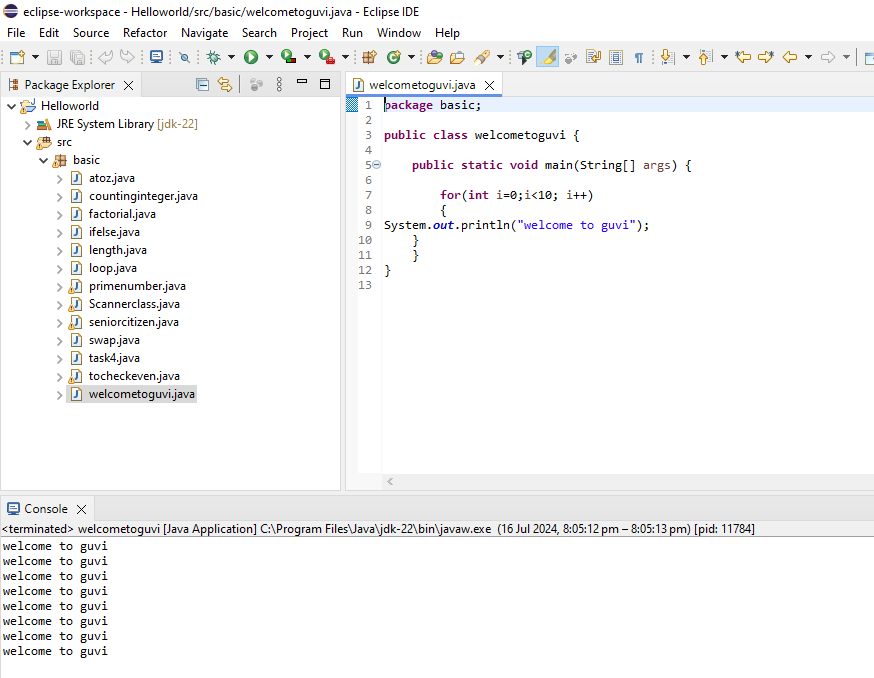 eclipse-workspace - Helloworld/src/basic/welcometoguvi.java - Eclipse IDE
File Edit Source Refactor Navigate Search Project Run Window Help
Package Explorer
Helloworld
JRE System Library [jdk-22]
src
basic
atoz.java
countinginteger.java
factorial.java
ifelse.java
length.java
loop.java
primenumber.java
Scannerclass.java
seniorcitizen.java
swap.java
task4.java
tocheckeven.java
welcometoguvi.java
welcometoguvi.java
1 package basic;
2
3 public class welcometoguvi {
4
5 public static void main(String[] args) {
6
7 for(int i=0;i<10; i++)
8 {
9 System.out.println("welcome to guvi");
10 }
11 }
12 }
13
Console
<terminated> welcometoguvi [Java Application] C:\Program Files\Java\jdk-22\bin\javaw.exe (16 Jul 2024, 8:05:12 pm – 8:05:13 pm) [pid: 11784]
welcome to guvi
welcome to guvi
welcome to guvi
welcome to guvi
welcome to guvi
welcome to guvi
welcome to guvi
welcome to guvi